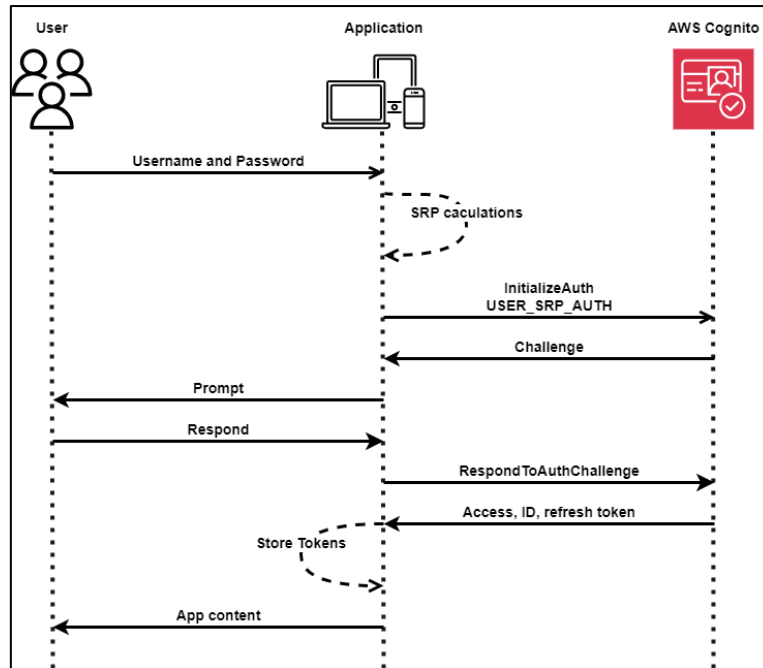 User
Application
AWS Cognito
Username and Password
SRP caculations
InitializeAuth
USER_SRP_AUTH
Challenge
Prompt
Respond
RespondToAuthChallenge
Access, ID, refresh token
Store Tokens
App content